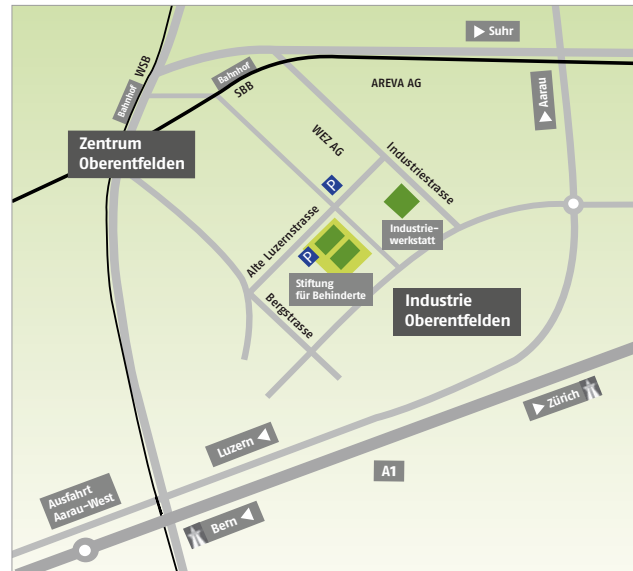 Suhr
WSB
Bahnhof
Bahnhof
SBB
AREVA AG
Aarau
Zentrum
Oberentfelden
WEZ AG
Industriestrasse
P
Alte Luzernstrasse
Industrie-
werkstatt
P
Stiftung
für Behinderte
Bergstrasse
Industrie
Oberentfelden
Zürich
Luzern
A1
Ausfahrt
Aarau-West
Bern